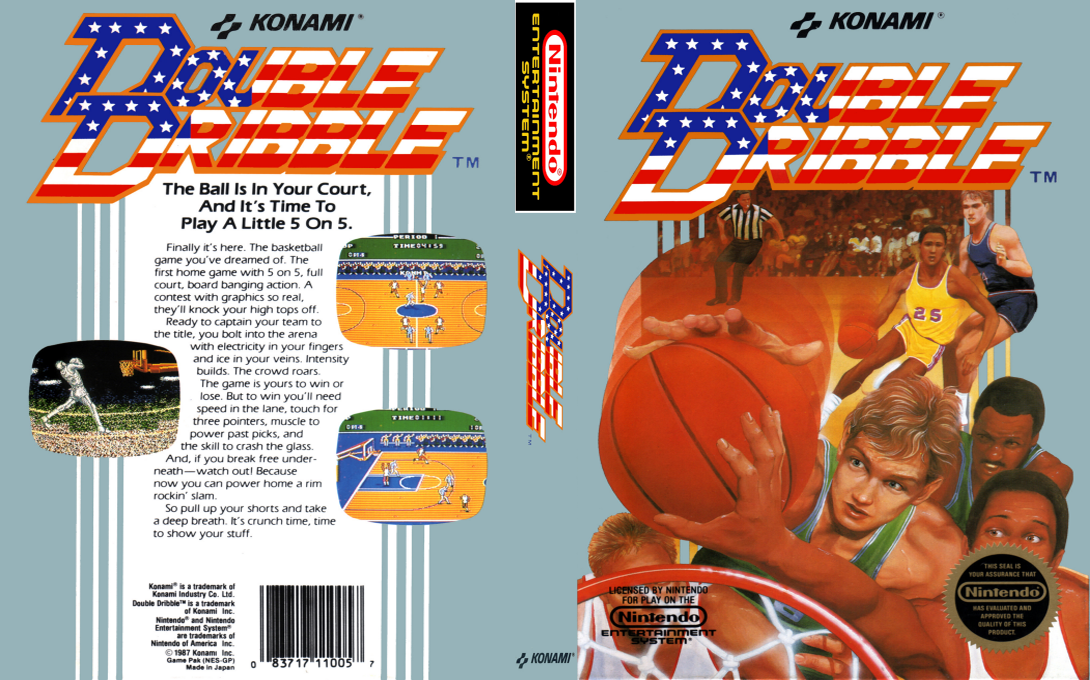 KONAMI®
DOUBLE
DRIBBLE
TM
The Ball Is In Your Court,
And It's Time To
Play A Little 5 On 5.
Finally it's here. The basketball
game you've dreamed of. The
first home game with 5 on 5, full
court, board banging action. A
contest with graphics so real,
they'll knock your high tops off.
Ready to captain your team to
the title, you bolt into the arena
with electricity in your fingers
and ice in your veins. Intensity
builds. The crowd roars.
The game is yours to win or
lose. But to win you'll need
speed in the lane, touch for
three pointers, muscle to
power past picks, and
the skill to crash the glass.
And, if you break free under-
neath—watch out! Because
now you can power home a rim
rockin' slam.
So pull up your shorts and take
a deep breath. It's crunch time, time
to show your stuff.
PERIOD
TIME
KONAMI
PERIOD
TIME
Konami® is a trademark of
Konami Industry Co. Ltd.
Double Dribble™ is a trademark
of Konami Inc.
Nintendo® and Nintendo
Entertainment System®
are trademarks of
Nintendo of America Inc.
© 1987 Konami Inc.
Game Pak (NES-GP)
Made in Japan
0 83717 11005 7
Nintendo®
ENTERTAINMENT
SYSTEM®
DOUBLE
DRIBBLE
TM
KONAMI®
KONAMI®
DOUBLE
DRIBBLE
TM
25
LICENSED BY NINTENDO
FOR PLAY ON THE
Nintendo
ENTERTAINMENT
SYSTEM®
THIS SEAL IS
YOUR ASSURANCE THAT
Nintendo
HAS EVALUATED AND
APPROVED THE
QUALITY OF THIS
PRODUCT.